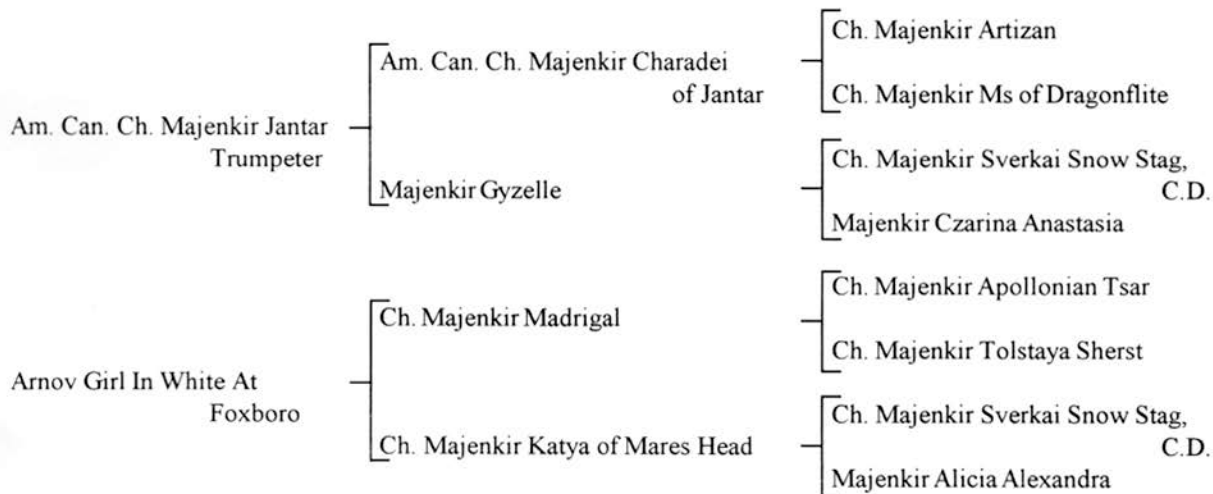 Ch. Majenkir Artizan
Am. Can. Ch. Majenkir Charadei
of Jantar
Ch. Majenkir Ms of Dragonflite
Am. Can. Ch. Majenkir Jantar
Trumpeter
Ch. Majenkir Sverkai Snow Stag,
C.D.
Majenkir Gyzelle
Majenkir Czarina Anastasia
Ch. Majenkir Apollonian Tsar
Ch. Majenkir Madrigal
Ch. Majenkir Tolstaya Sherst
Arnov Girl In White At
Foxboro
Ch. Majenkir Sverkai Snow Stag,
C.D.
Ch. Majenkir Katya of Mares Head
Majenkir Alicia Alexandra